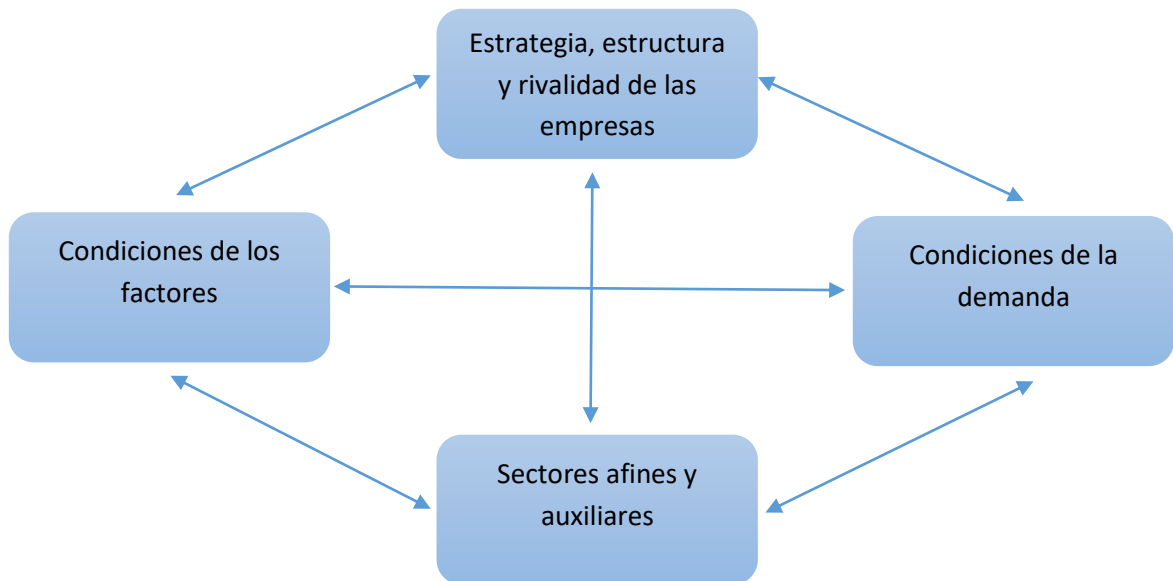 Estrategia, estructura
y rivalidad de las
empresas
Condiciones de los
factores
Condiciones de la
demanda
Sectores afines y
auxiliares